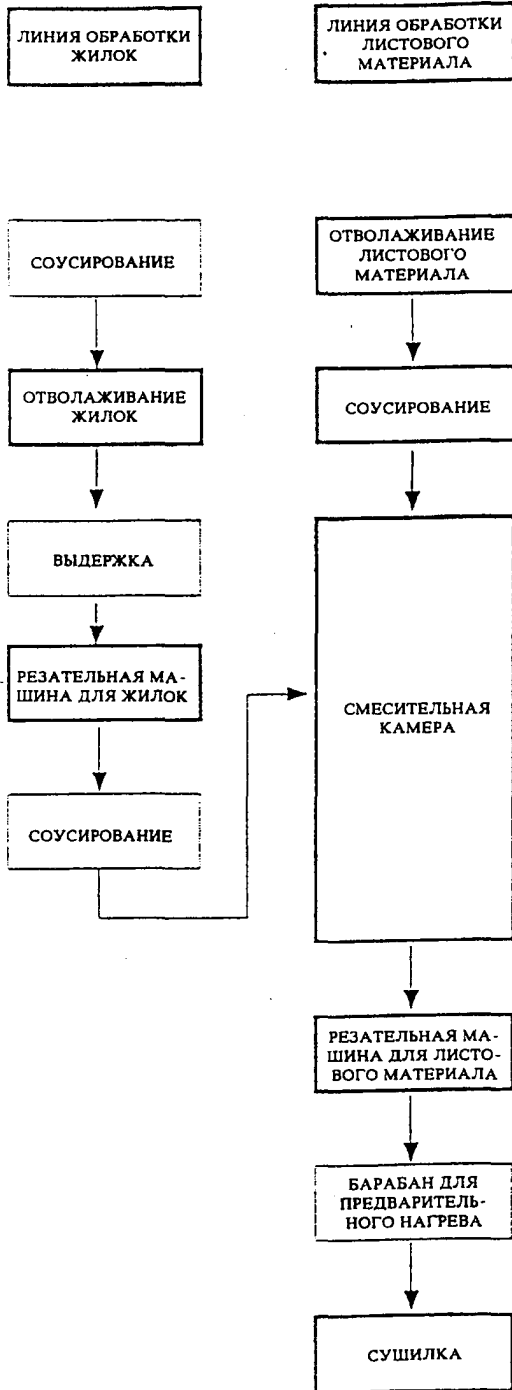 ЛИНИЯ ОБРАБОТКИ
ЖИЛОК
ЛИНИЯ ОБРАБОТКИ
ЛИСТОВОГО
МАТЕРИАЛА
СОУСИРОВАНИЕ
ОТВОЛАЖИВАНИЕ
ЛИСТОВОГО
МАТЕРИАЛА
ОТВОЛАЖИВАНИЕ
ЖИЛОК
СОУСИРОВАНИЕ
ВЫДЕРЖКА
РЕЗАТЕЛЬНАЯ МА-
ШИНА ДЛЯ ЖИЛОК
СМЕСИТЕЛЬНАЯ
КАМЕРА
СОУСИРОВАНИЕ
РЕЗАТЕЛЬНАЯ МА-
ШИНА ДЛЯ ЛИСТО-
ВОГО МАТЕРИАЛА
БАРАБАН ДЛЯ
ПРЕДВАРИТЕЛЬ-
НОГО НАГРЕВА
СУШИЛКА